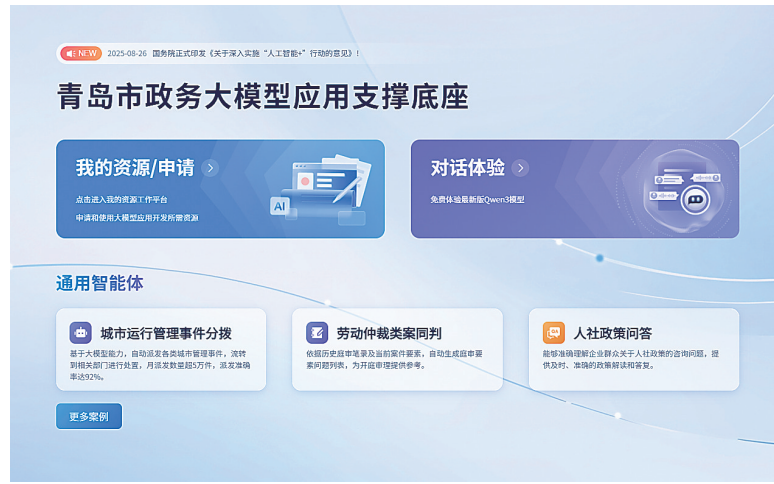 NEW 2025-08-26 国务院正式印发《关于深入实施“人工智能+”行动的意见》！
青岛市政务大模型应用支撑底座
我的资源/申请
点击进入我的资源工作平台
申请和使用大模型应用开发所需资源
AI
对话体验
免费体验最新版Qwen3模型
通用智能体
城市运行管理事件分拨
基于大模型能力，自动派发各类城市管理事件，流转
到相关部门进行处置，月派发数量超5万件，派发准确
率达92%。
劳动仲裁类案同判
依据历史庭审笔录及当前案件要素，自动生成庭审要
素问题列表，为开庭审理提供参考。
人社政策问答
能够准确理解企业群众关于人社政策的咨询问题，提
供及时、准确的政策解读和答复。
更多案例